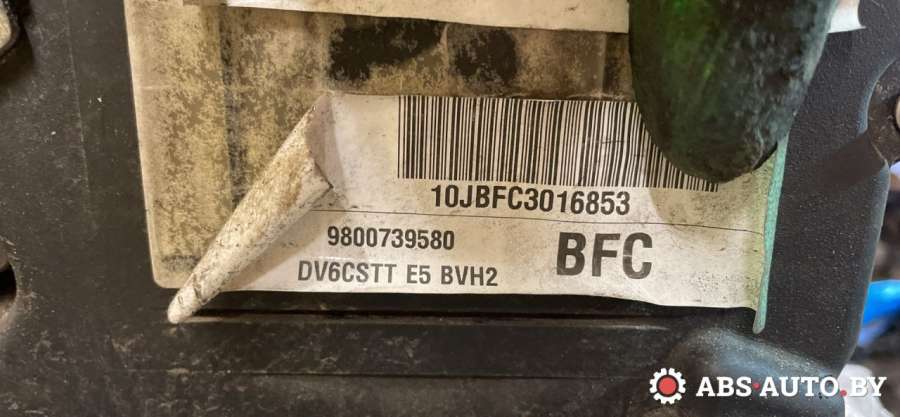 10JBFC3016853
9800739580
BFC
DV6CSTT E5 BVH2
ABS-AUTO.BY